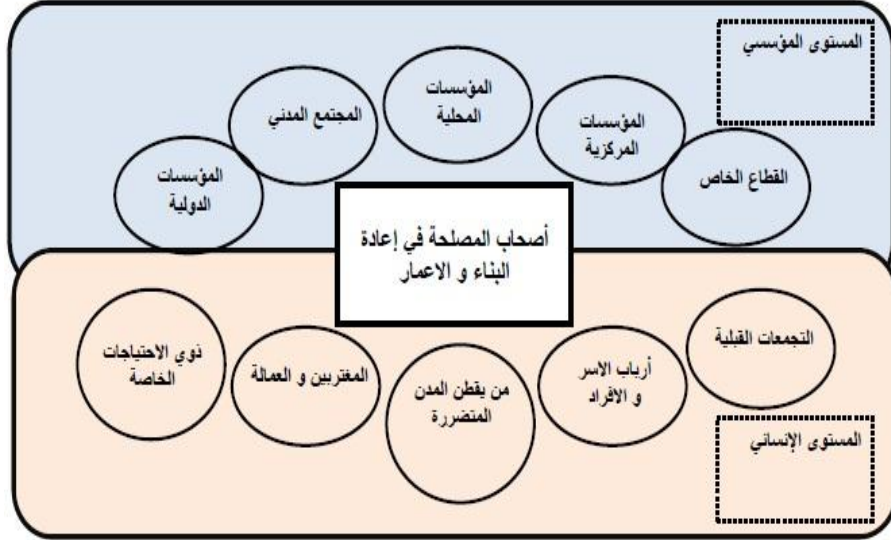 المستوى المؤسسي
القطاع الخاص
المؤسسات
المركزية
المؤسسات
المحلية
المجتمع المدني
المؤسسات
الدولية
أصحاب المصلحة في إعادة
البناء و الاعمار
التجمعات القبلية
أرباب الاسر
و الافراد
من يقطن المدن
المتضررة
المغتربين و العمالة
ذوي الاحتياجات
الخاصة
المستوى الإنساني